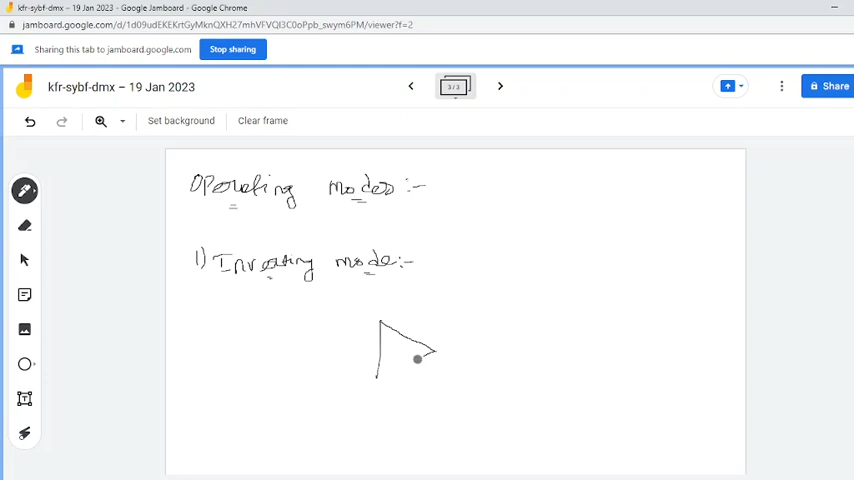 kfr-sybf-dmx – 19 Jan 2023 - Google Jamboard - Google Chrome
jamboard.google.com/d/1d09udEKEKrtGyMknQXH27mhVFVQI3C0oPpb_swym6PM/viewer?f=2
Sharing this tab to jamboard.google.com Stop sharing
kfr-sybf-dmx – 19 Jan 2023 3/3 Share
Set background Clear frame
Operating modes :-
1) Inverting mode :-